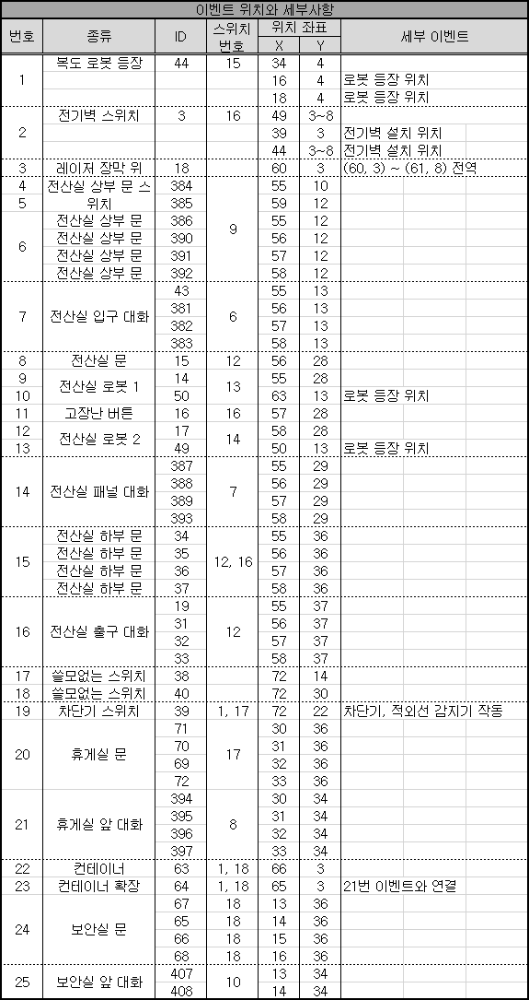 이벤트 위치와 세부사항
번호 종류 ID 스위치 번호 위치 좌표 X Y 세부 이벤트
1 복도 로봇 등장 44 15 34 4
16 4 로봇 등장 위치
18 4 로봇 등장 위치
2 전기벽 스위치 3 16 49 3~8
39 3 전기벽 설치 위치
44 3~8 전기벽 설치 위치
3 레이저 장막 위 18 60 3 (60, 3) ~ (61, 8) 전역
4 전산실 상부 문 스 384 9 55 10
5 위치 385 59 12
6 전산실 상부 문 386 55 12
전산실 상부 문 390 56 12
전산실 상부 문 391 57 12
전산실 상부 문 392 58 12
7 전산실 입구 대화 43 6 55 13
381 56 13
382 57 13
383 58 13
8 전산실 문 15 12 56 28
9 전산실 로봇 1 14 13 55 28
10 50 63 13 로봇 등장 위치
11 고장난 버튼 16 16 57 28
12 전산실 로봇 2 17 14 58 28
13 49 50 13 로봇 등장 위치
14 전산실 패널 대화 387 7 55 29
388 56 29
389 57 29
393 58 29
15 전산실 하부 문 34 12, 16 55 36
전산실 하부 문 35 56 36
전산실 하부 문 36 57 36
전산실 하부 문 37 58 36
16 전산실 출구 대화 19 12 55 37
31 56 37
32 57 37
33 58 37
17 쓸모없는 스위치 38 72 14
18 쓸모없는 스위치 40 72 30
19 차단기 스위치 39 1, 17 72 22 차단기, 적외선 감지기 작동
20 휴게실 문 71 17 30 36
70 31 36
69 32 36
72 33 36
21 휴게실 앞 대화 394 8 30 34
395 31 34
396 32 34
397 33 34
22 컨테이너 63 1, 18 66 3
23 컨테이너 확장 64 1, 18 65 3 21번 이벤트와 연결
24 보안실 문 67 18 13 36
65 18 14 36
66 18 15 36
68 18 16 36
25 보안실 앞 대화 407 10 13 34
408 14 34